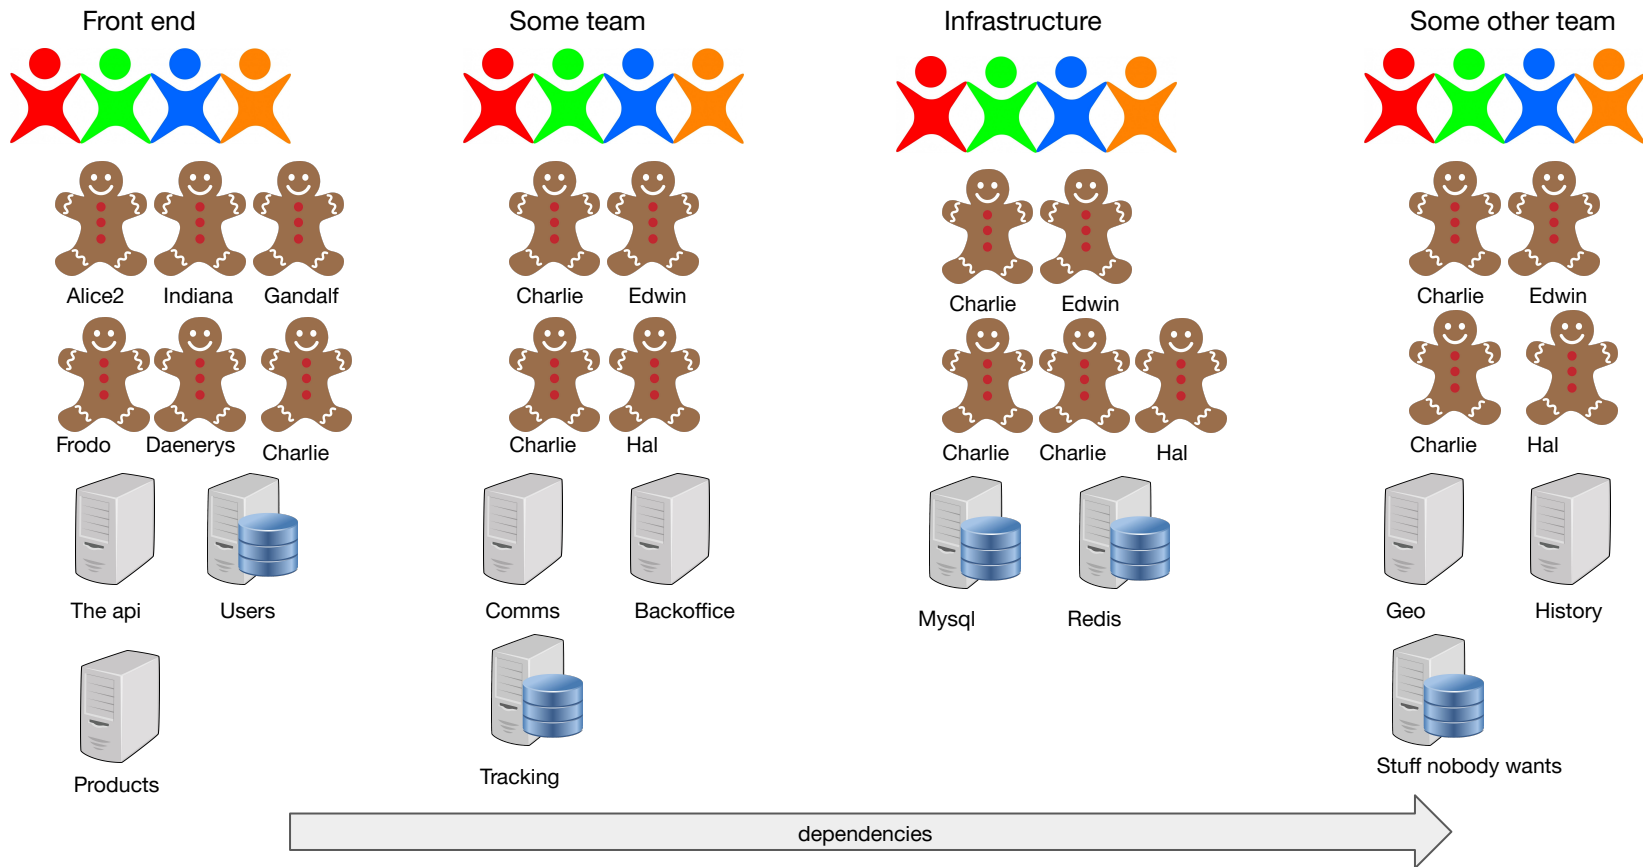 Front end
Some team
Infrastructure
Some other team
Alice2
Indiana
Gandalf
Charlie
Edwin
Charlie
Edwin
Charlie
Edwin
Frodo
Daenerys
Charlie
Charlie
Hal
Charlie
Charlie
Hal
Charlie
Hal
The api
Users
Comms
Backoffice
Mysql
Redis
Geo
History
Products
Tracking
Stuff nobody wants
dependencies